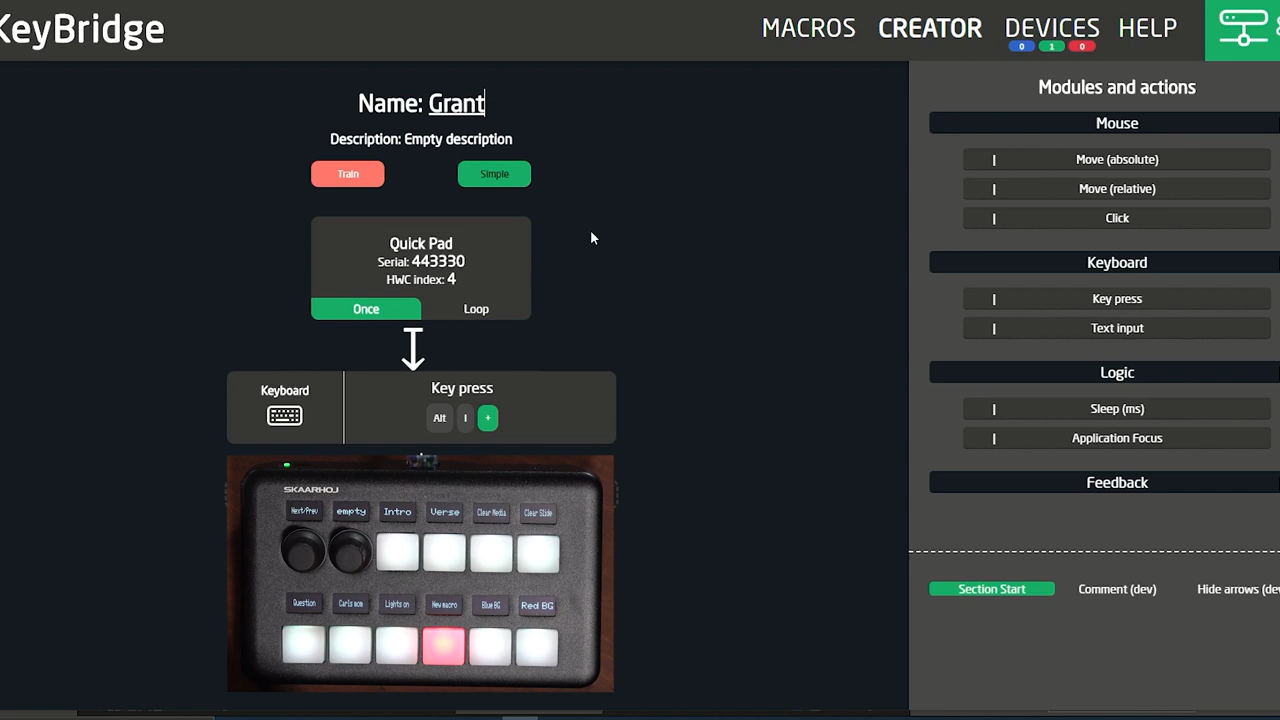 KeyBridge
MACROS CREATOR DEVICES HELP
0 1 0
Name: Grant
Description: Empty description
Train Simple
Quick Pad
Serial: 443330
HWC index: 4
Once Loop
Keyboard
Key press
Alt I +
SKAARHOJ
Next/Prev empty Intro Verse Clear Media Clear Slide
Question Carls mom Lights on New macro Blue BG Red BG
Modules and actions
Mouse
Move (absolute)
Move (relative)
Click
Keyboard
Key press
Text input
Logic
Sleep (ms)
Application Focus
Feedback
Section Start Comment (dev) Hide arrows (dev